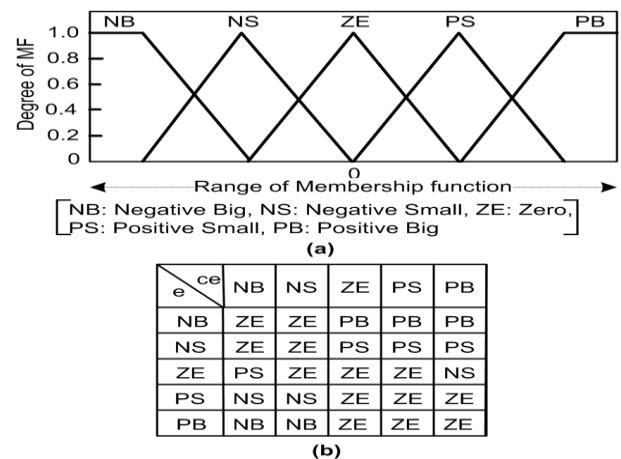 NB NS ZE PS PB
1.0
0.8
0.6
0.4
0.2
0
Degree of MF
0
Range of Membership function
NB: Negative Big, NS: Negative Small, ZE: Zero,
PS: Positive Small, PB: Positive Big
(a)
e ce NB NS ZE PS PB
NB ZE ZE PB PB PB
NS ZE ZE PS PS PS
ZE PS ZE ZE ZE NS
PS NS NS ZE ZE ZE
PB NB NB ZE ZE ZE
(b)